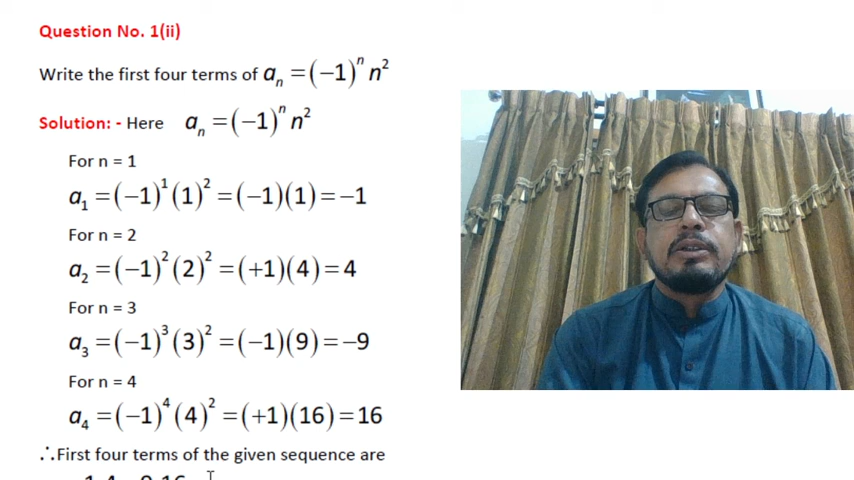 Question No. 1(ii)
Write the first four terms of aₙ = (−1)ⁿ n²
Solution: - Here aₙ = (−1)ⁿ n²
For n = 1
a₁ = (−1)¹ (1)² = (−1)(1) = −1
For n = 2
a₂ = (−1)² (2)² = (+1)(4) = 4
For n = 3
a₃ = (−1)³ (3)² = (−1)(9) = −9
For n = 4
a₄ = (−1)⁴ (4)² = (+1)(16) = 16
∴First four terms of the given sequence are